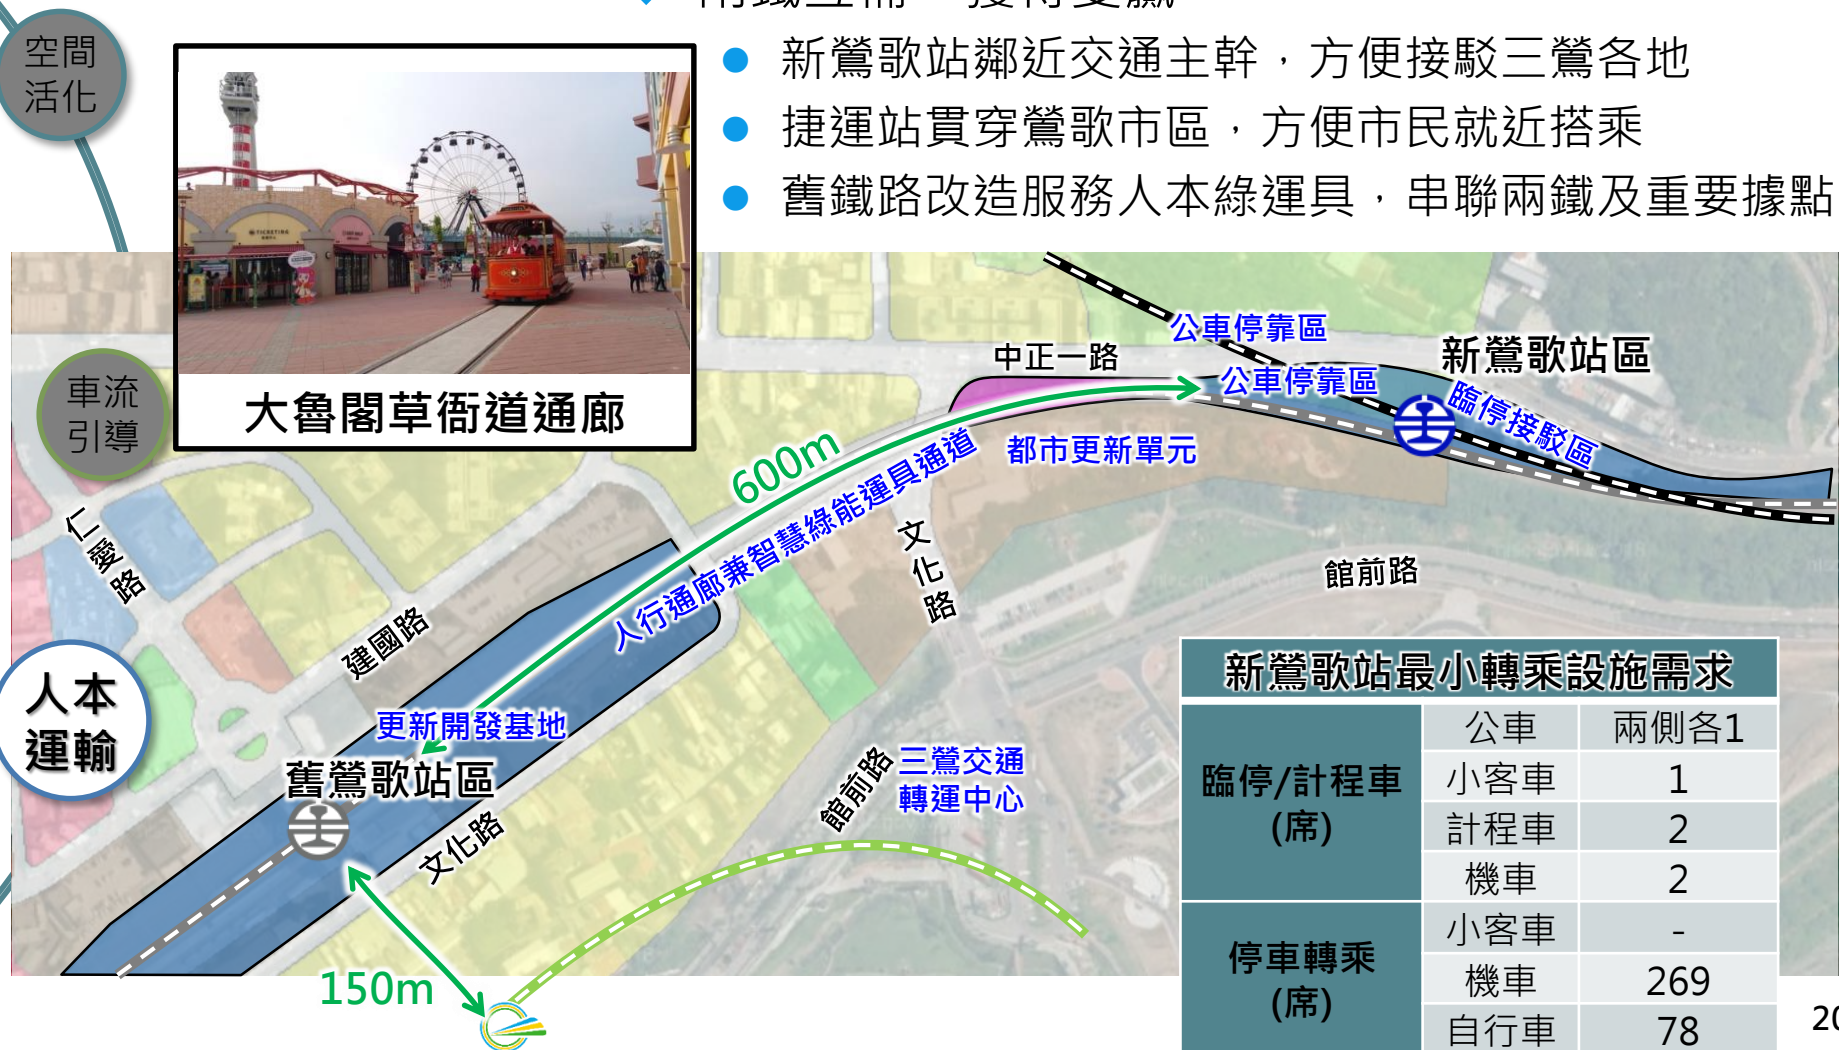 兩鐵互補，獲得雙贏
新鶯歌站鄰近交通主幹，方便接駁三鶯各地
捷運站貫穿鶯歌市區，方便市民就近搭乘
舊鐵路改造服務人本綠運具，串聯兩鐵及重要據點
空間
活化
車流
引導
人本
運輸
TICKETING
大魯閣草衙道通廊
公車停靠區
中正一路
新鶯歌站區
公車停靠區
臨停接駁區
都市更新單元
600m
人行通廊兼智慧綠能運具通道
文化路
仁愛路
建國路
館前路
更新開發基地
舊鶯歌站區
文化路
館前路
三鶯交通
轉運中心
150m
新鶯歌站最小轉乘設施需求
臨停/計程車
(席)
公車 兩側各1
小客車 1
計程車 2
機車 2
停車轉乘
(席)
小客車 -
機車 269
自行車 78